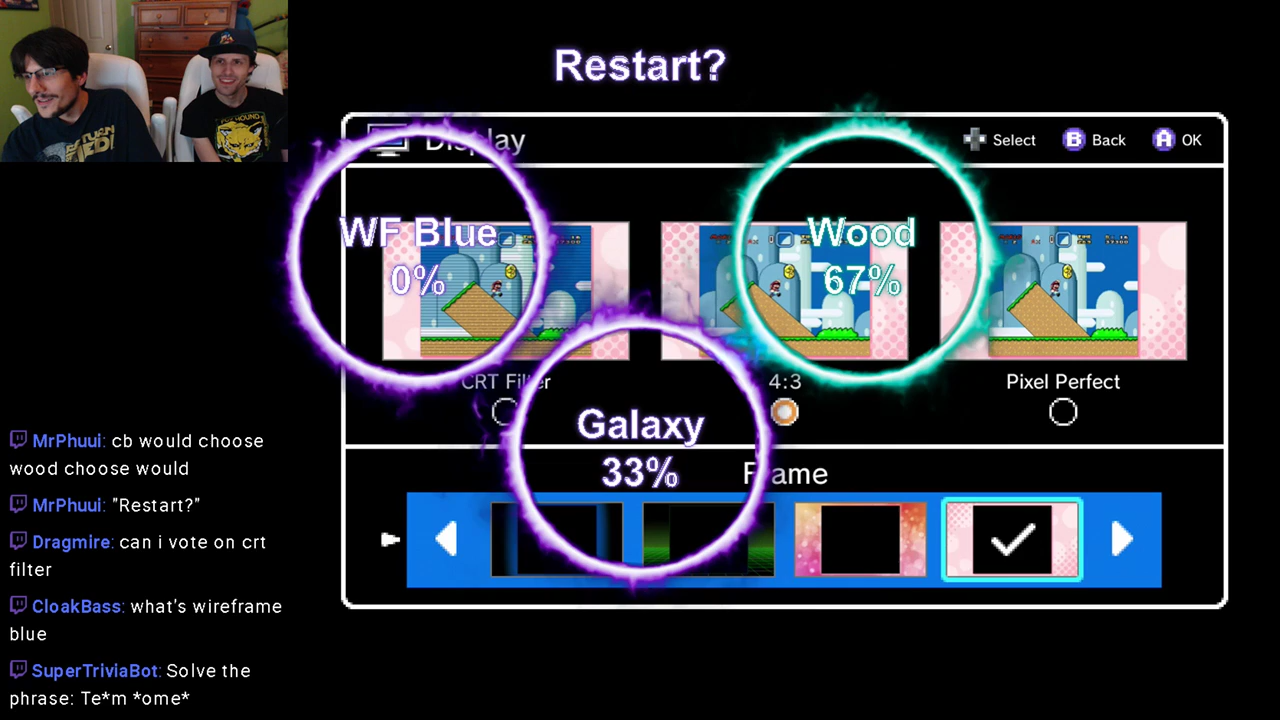 Restart?
Display
Select
Back
OK
WF Blue
0%
Wood
67%
CRT Filter
4:3
Pixel Perfect
Galaxy
33%
Frame
MrPhuui: cb would choose
wood choose would
MrPhuui: "Restart?"
Dragmire: can i vote on crt
filter
CloakBass: what's wireframe
blue
SuperTriviaBot: Solve the
phrase: Te*m *ome*